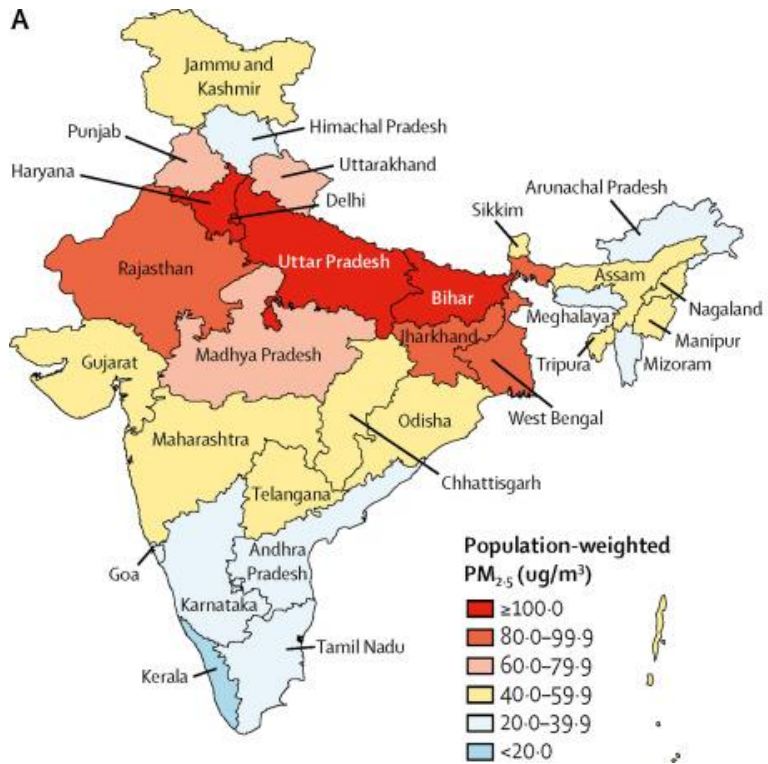 A
Jammu and
Kashmir
Punjab
Himachal Pradesh
Haryana
Uttarakhand
Delhi
Arunachal Pradesh
Sikkim
Rajasthan
Uttar Pradesh
Bihar
Assam
Meghalaya
Nagaland
Manipur
Gujarat
Madhya Pradesh
Jharkhand
Tripura
Mizoram
West Bengal
Maharashtra
Odisha
Chhattisgarh
Telangana
Goa
Andhra
Pradesh
Karnataka
Tamil Nadu
Kerala
Population-weighted
PM₂·₅ (ug/m³)
≥100·0
80·0–99·9
60·0–79·9
40·0–59·9
20·0–39·9
<20·0